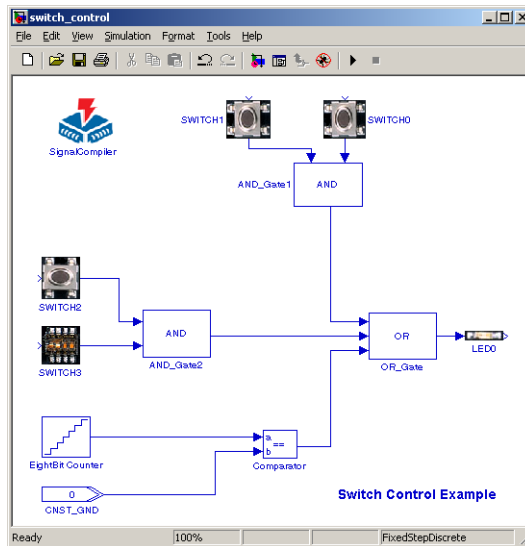 switch_control
File Edit View Simulation Format Tools Help
SWITCH1
SWITCH0
SignalCompiler
AND_Gate1
AND
SWITCH2
SWITCH3
AND
AND_Gate2
OR
OR_Gate
LED0
EightBit Counter
a
==
b
Comparator
0
CNST_GND
Switch Control Example
Ready 100% FixedStepDiscrete